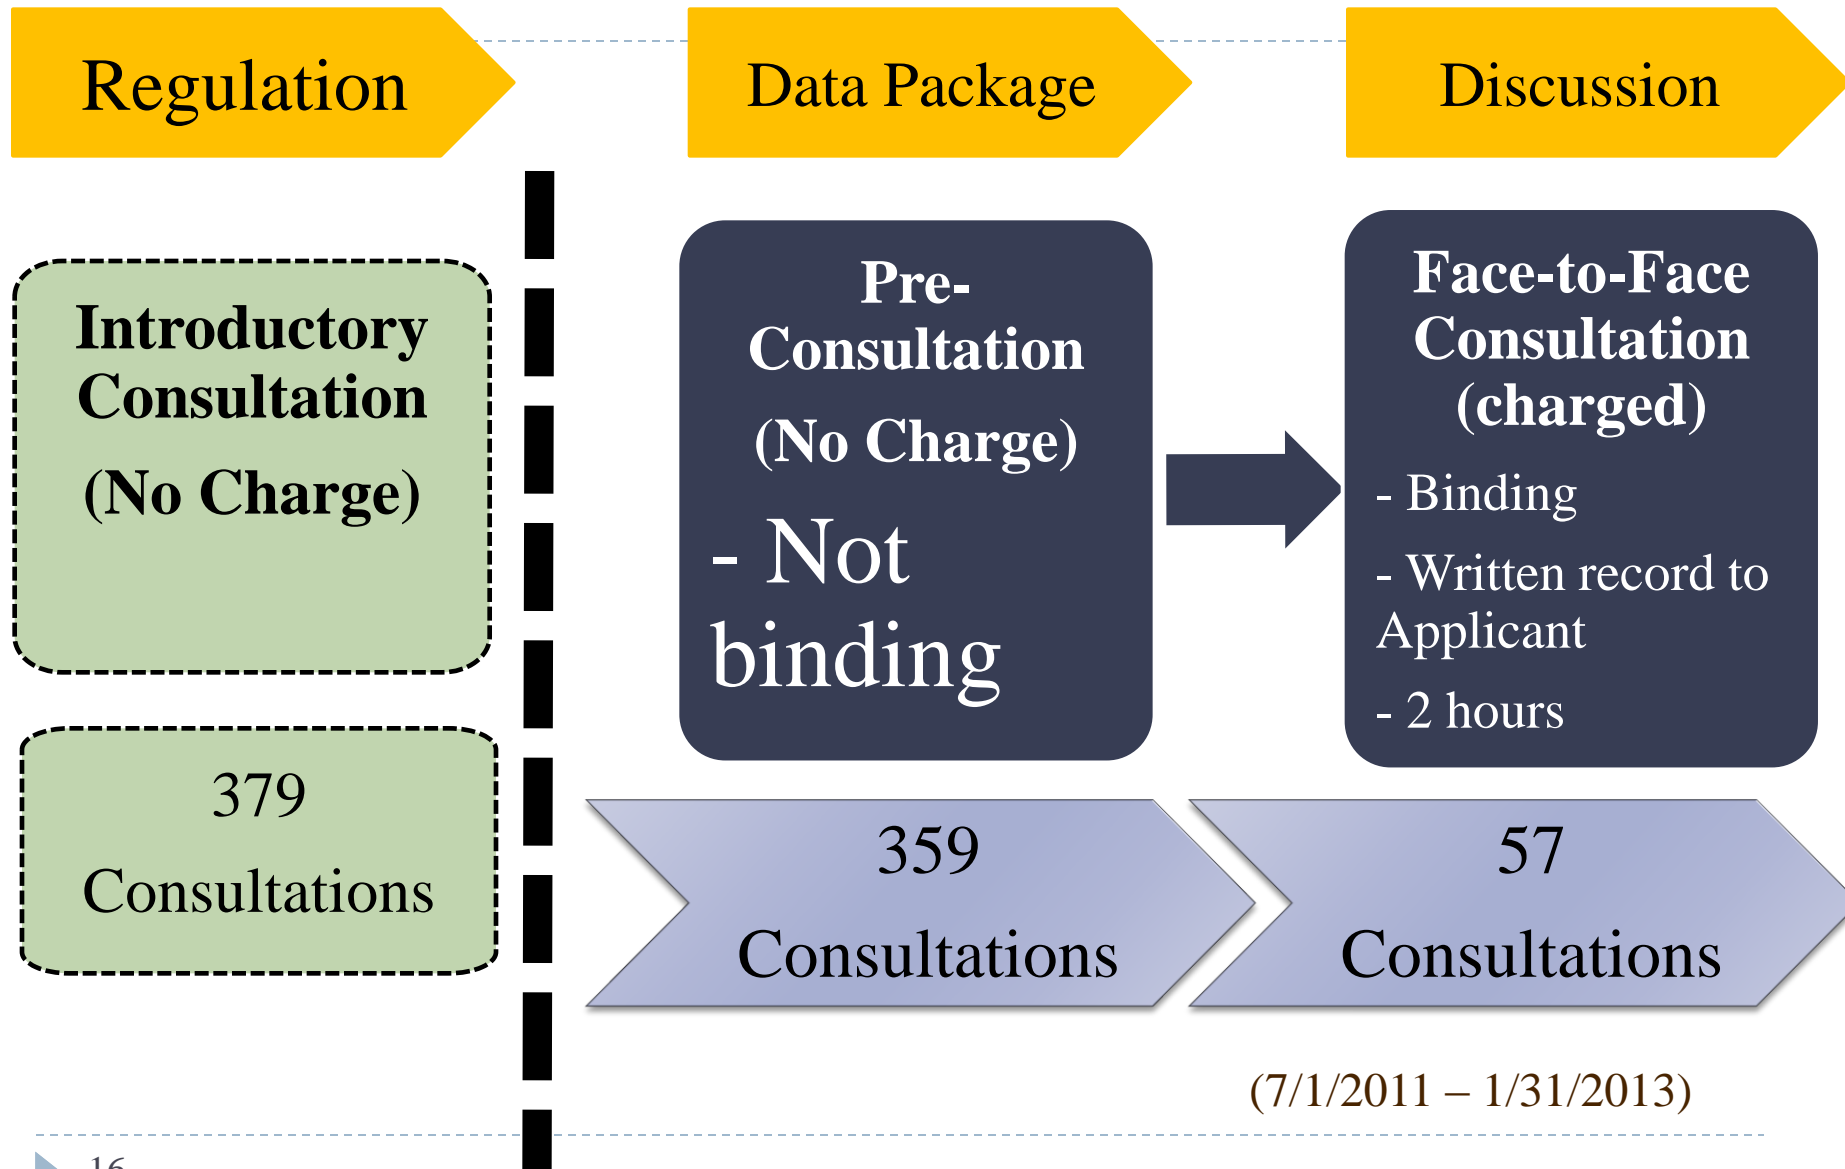 Regulation
Data Package
Discussion
Introductory
Consultation
(No Charge)
379
Consultations
Pre-
Consultation
(No Charge)
- Not
binding
359
Consultations
Face-to-Face
Consultation
(charged)
- Binding
- Written record to
Applicant
- 2 hours
57
Consultations
(7/1/2011 – 1/31/2013)
16